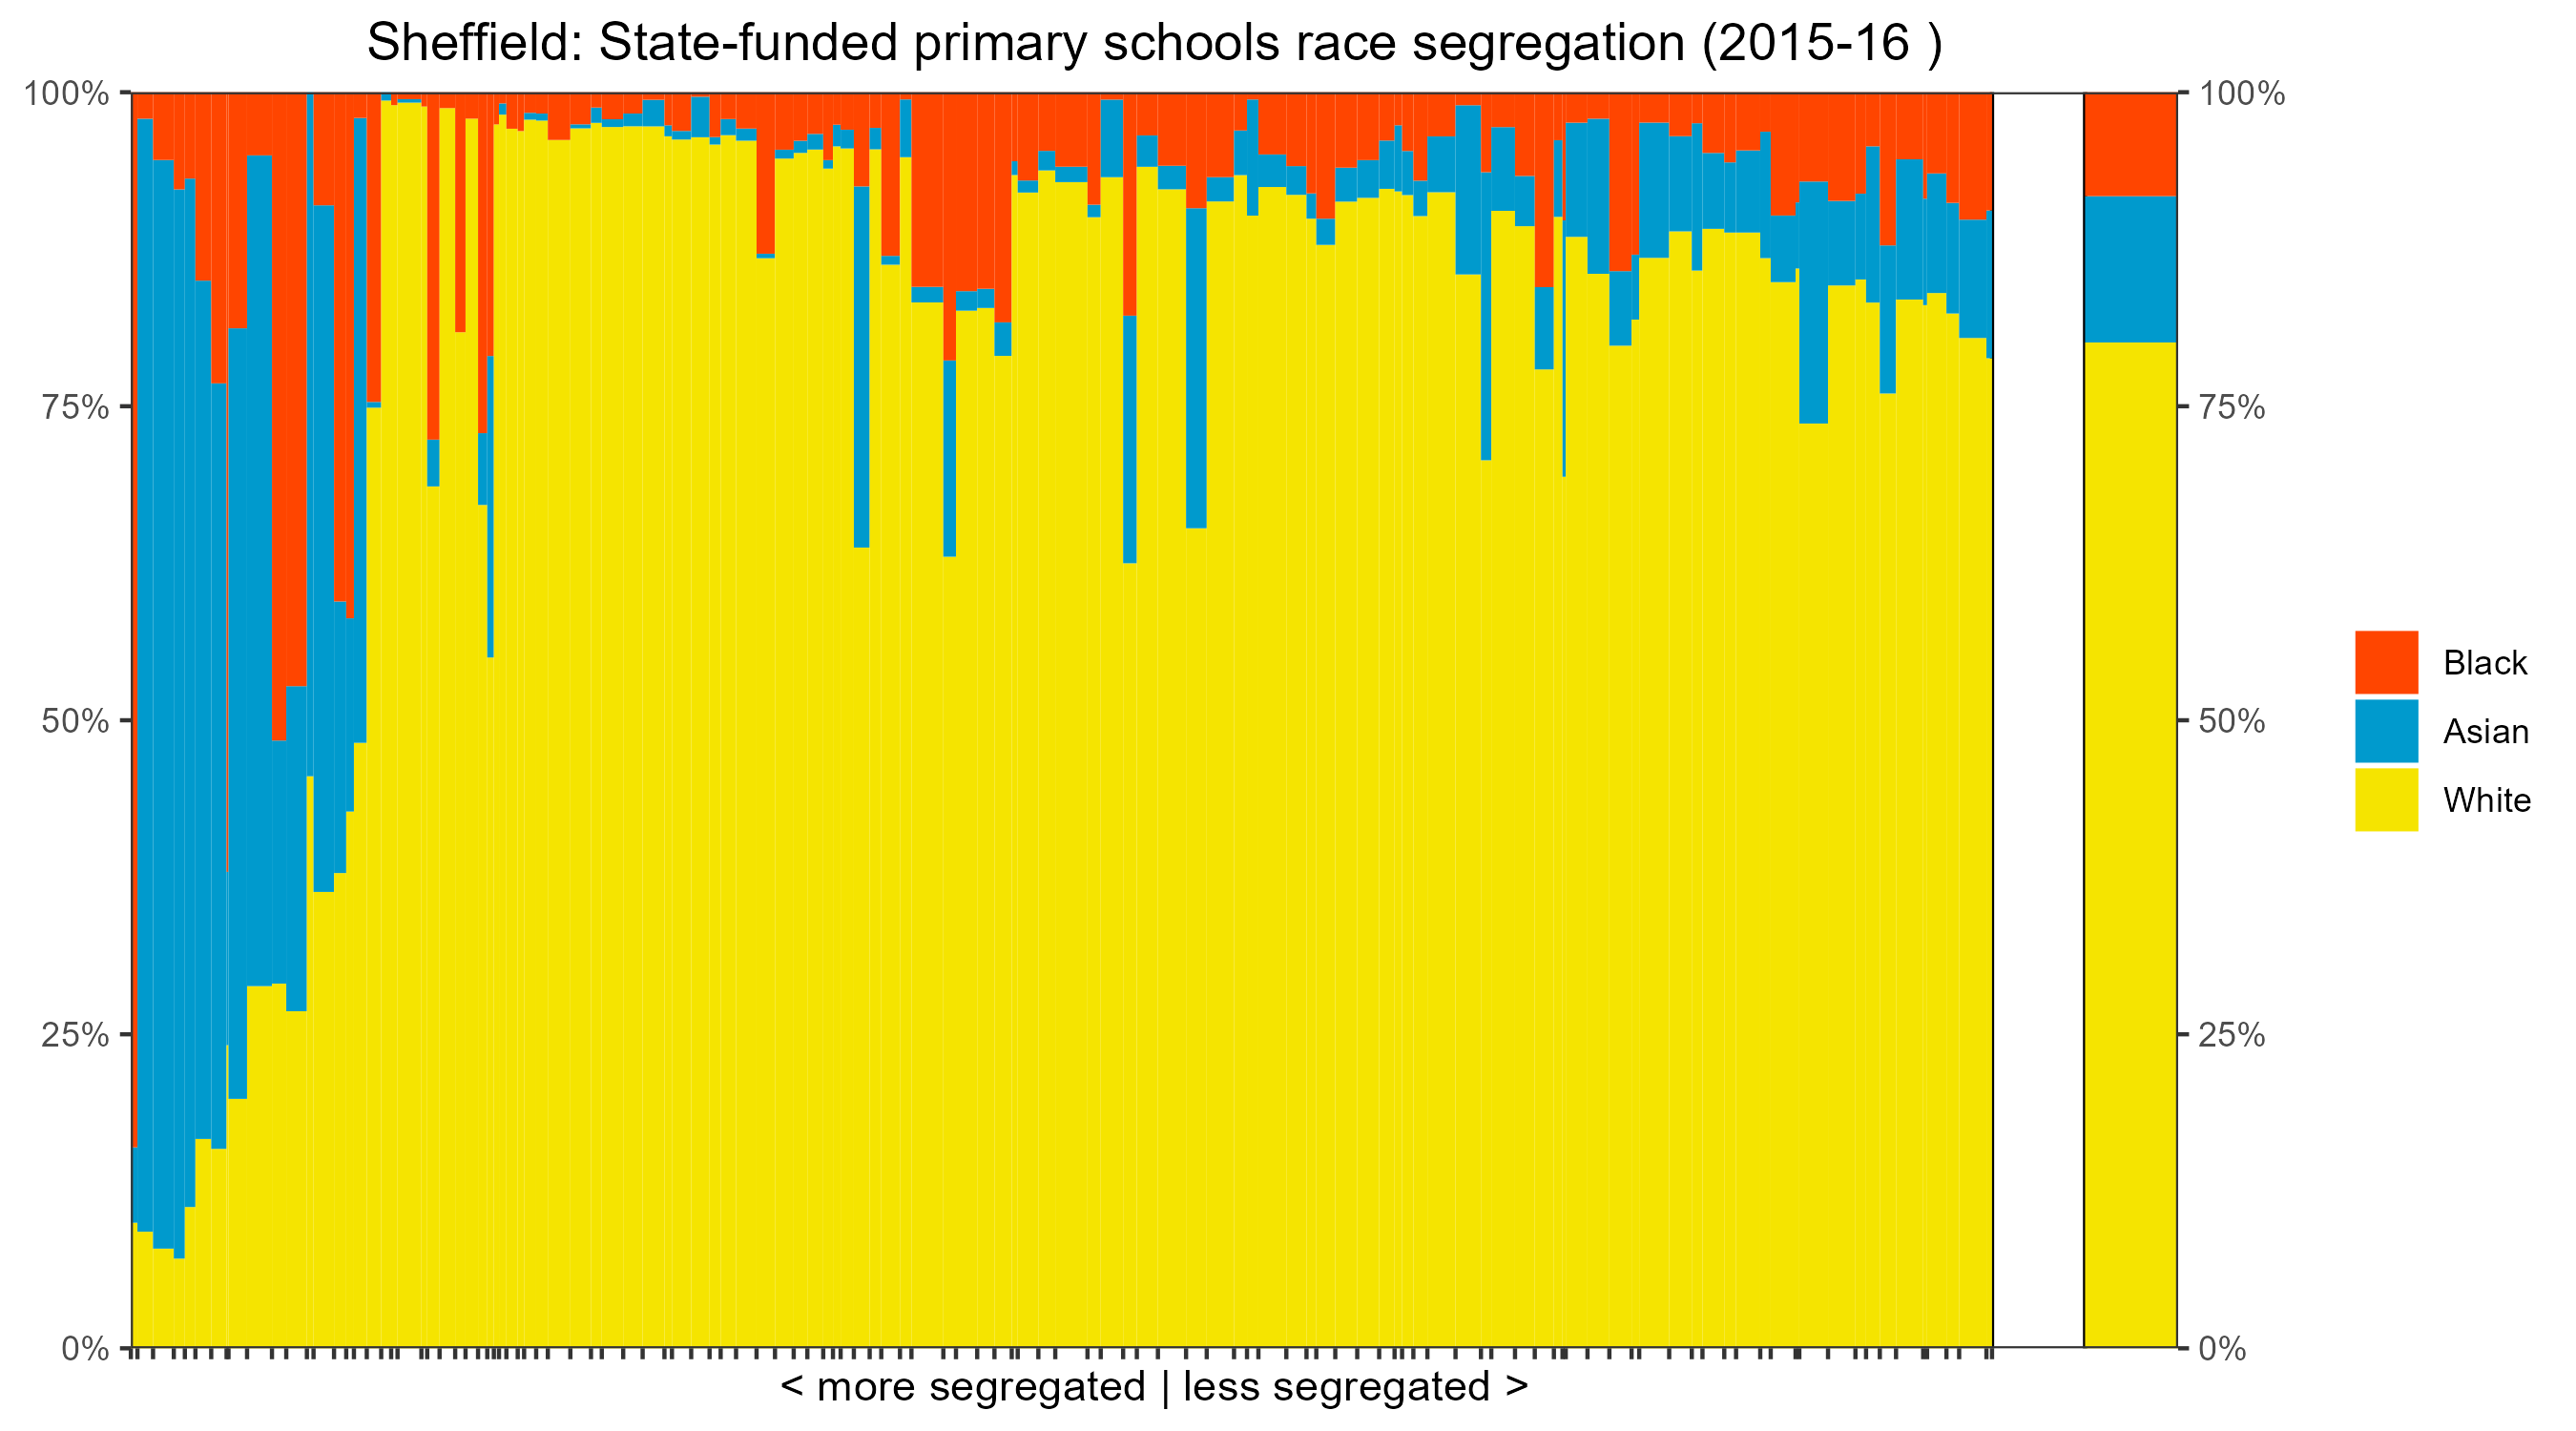 Sheffield: State-funded primary schools race segregation (2015-16 )
100%
75%
50%
25%
0%
100%
75%
50%
25%
0%
Black
Asian
White
< more segregated | less segregated >